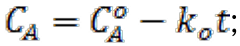 C_A = C_A^o − k_o t;